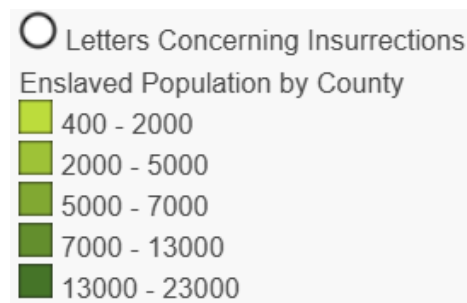 Letters Concerning Insurrections
Enslaved Population by County
400 - 2000
2000 - 5000
5000 - 7000
7000 - 13000
13000 - 23000